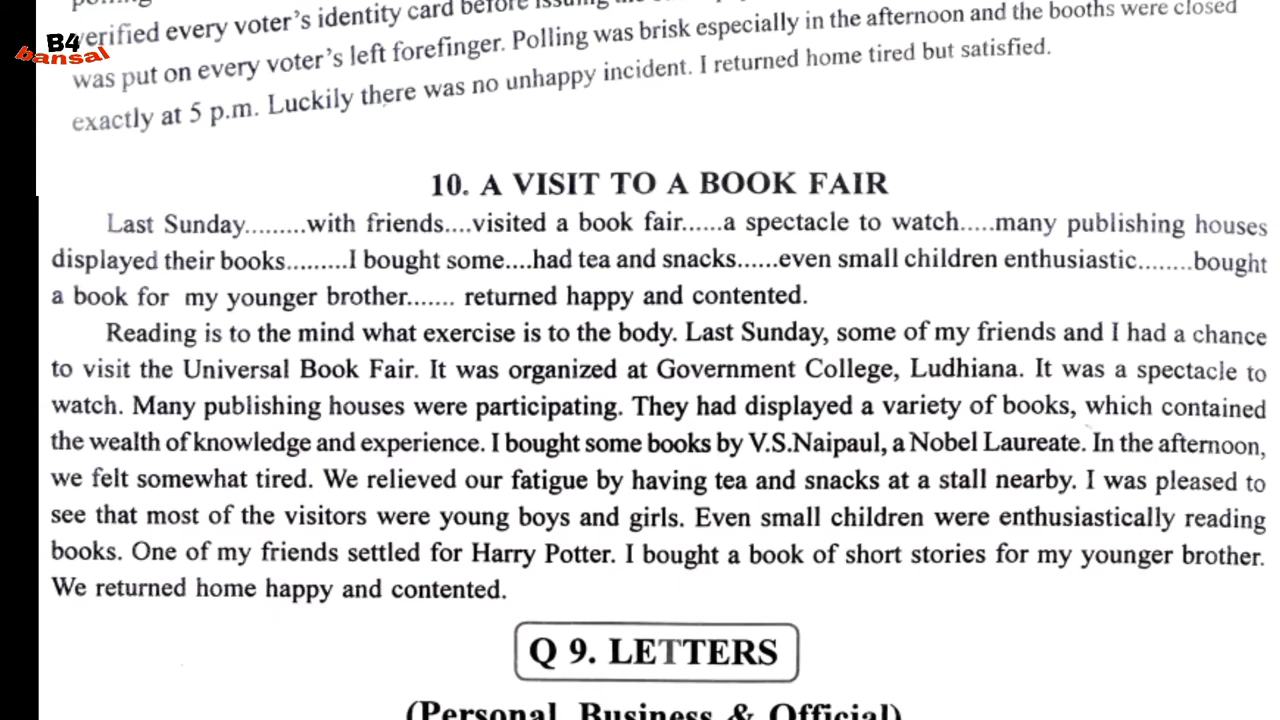 verified every voter's identity card before issuing the
B4
bansal
was put on every voter's left forefinger. Polling was brisk especially in the afternoon and the booths were closed
exactly at 5 p.m. Luckily there was no unhappy incident. I returned home tired but satisfied.
10. A VISIT TO A BOOK FAIR
Last Sunday.........with friends....visited a book fair......a spectacle to watch.....many publishing houses
displayed their books.........I bought some....had tea and snacks......even small children enthusiastic........bought
a book for my younger brother....... returned happy and contented.
Reading is to the mind what exercise is to the body. Last Sunday, some of my friends and I had a chance
to visit the Universal Book Fair. It was organized at Government College, Ludhiana. It was a spectacle to
watch. Many publishing houses were participating. They had displayed a variety of books, which contained
the wealth of knowledge and experience. I bought some books by V.S.Naipaul, a Nobel Laureate. In the afternoon,
we felt somewhat tired. We relieved our fatigue by having tea and snacks at a stall nearby. I was pleased to
see that most of the visitors were young boys and girls. Even small children were enthusiastically reading
books. One of my friends settled for Harry Potter. I bought a book of short stories for my younger brother.
We returned home happy and contented.
Q 9. LETTERS
(Personal, Business & Official)